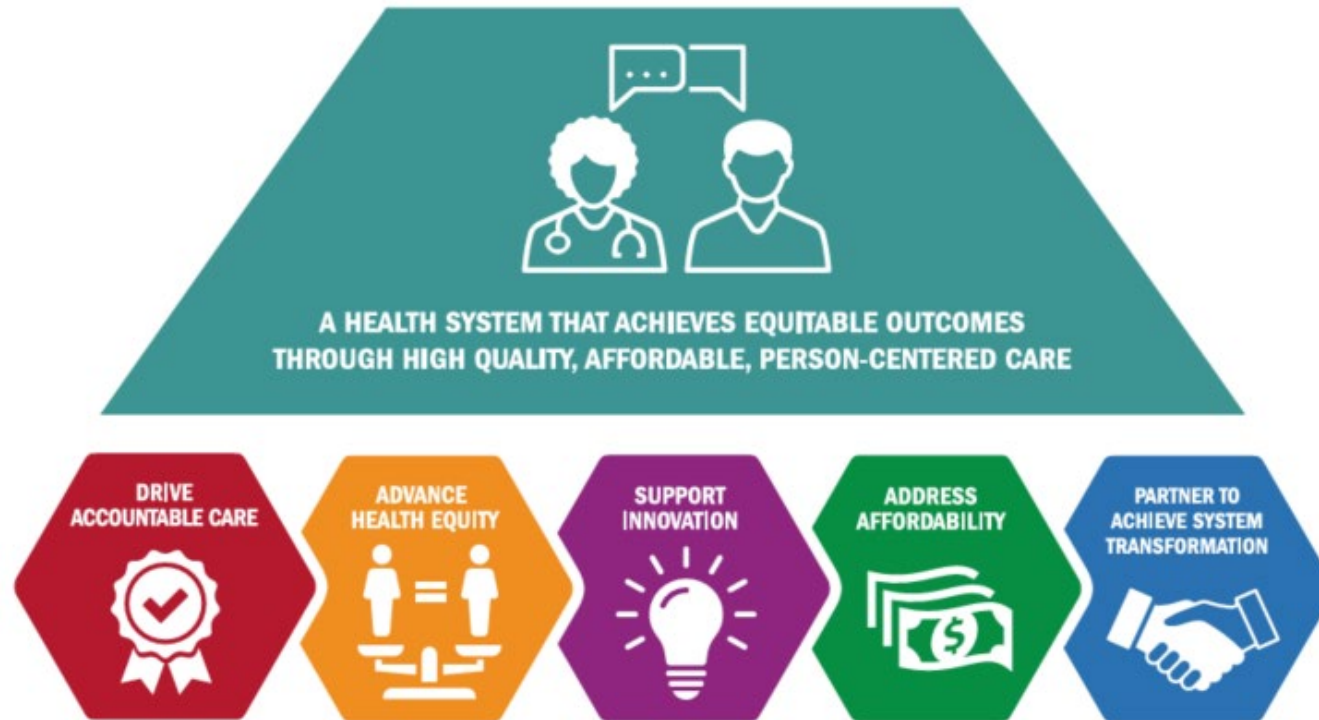 A HEALTH SYSTEM THAT ACHIEVES EQUITABLE OUTCOMES
THROUGH HIGH QUALITY, AFFORDABLE, PERSON-CENTERED CARE
DRIVE
ACCOUNTABLE CARE
ADVANCE
HEALTH EQUITY
SUPPORT
INNOVATION
ADDRESS
AFFORDABILITY
PARTNER TO
ACHIEVE SYSTEM
TRANSFORMATION
$